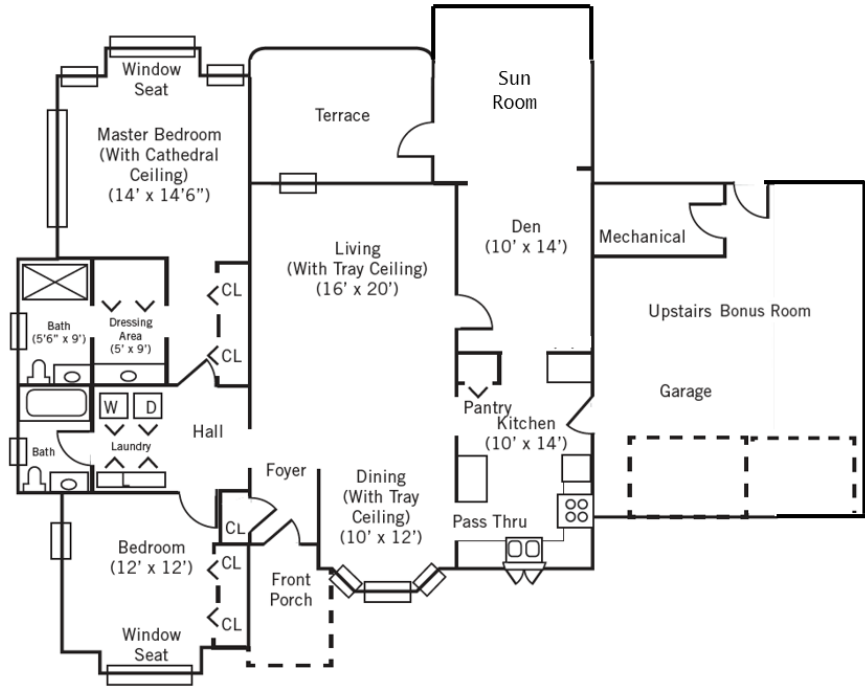 Window
Seat
Master Bedroom
(With Cathedral
Ceiling)
(14’ x 14’6”)
Terrace
Sun
Room
Living
(With Tray Ceiling)
(16’ x 20’)
Den
(10’ x 14’)
Mechanical
Upstairs Bonus Room
Garage
CL
CL
Bath
(5’6” x 9’)
Dressing
Area
(5’ x 9’)
W
D
Laundry
L
Bath
Hall
Foyer
Pantry
Kitchen
(10’ x 14’)
Dining
(With Tray
Ceiling)
(10’ x 12’)
Pass Thru
CL
Bedroom
(12’ x 12’)
CL
CL
Front
Porch
Window
Seat